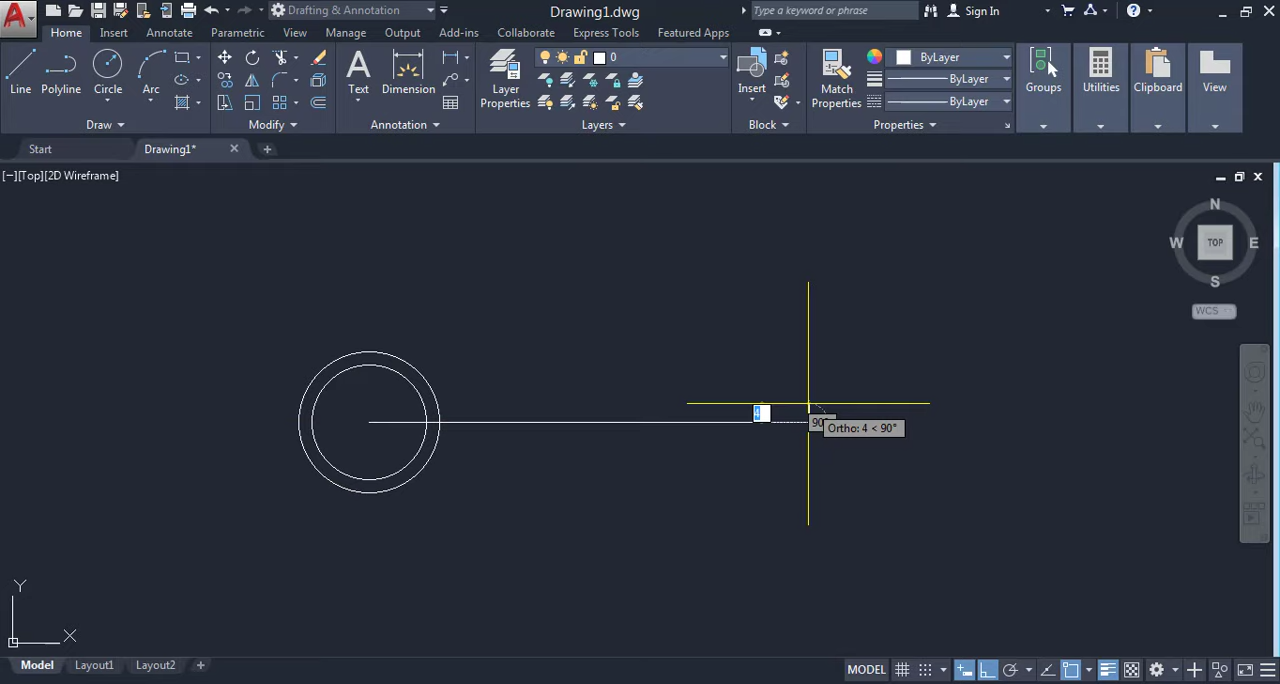 Drafting & Annotation
Drawing1.dwg
Type a keyword or phrase
Sign In
Home Insert Annotate Parametric View Manage Output Add-ins Collaborate Express Tools Featured Apps
Line Polyline Circle Arc
Text Dimension
Layer Properties
0
Insert
Match Properties
ByLayer
ByLayer
ByLayer
Groups Utilities Clipboard View
Draw Modify Annotation Layers Block Properties
Start Drawing1*
[−][Top][2D Wireframe]
N
W TOP E
S
WCS
4
90°
Ortho: 4 < 90°
Y
X
Model Layout1 Layout2
MODEL